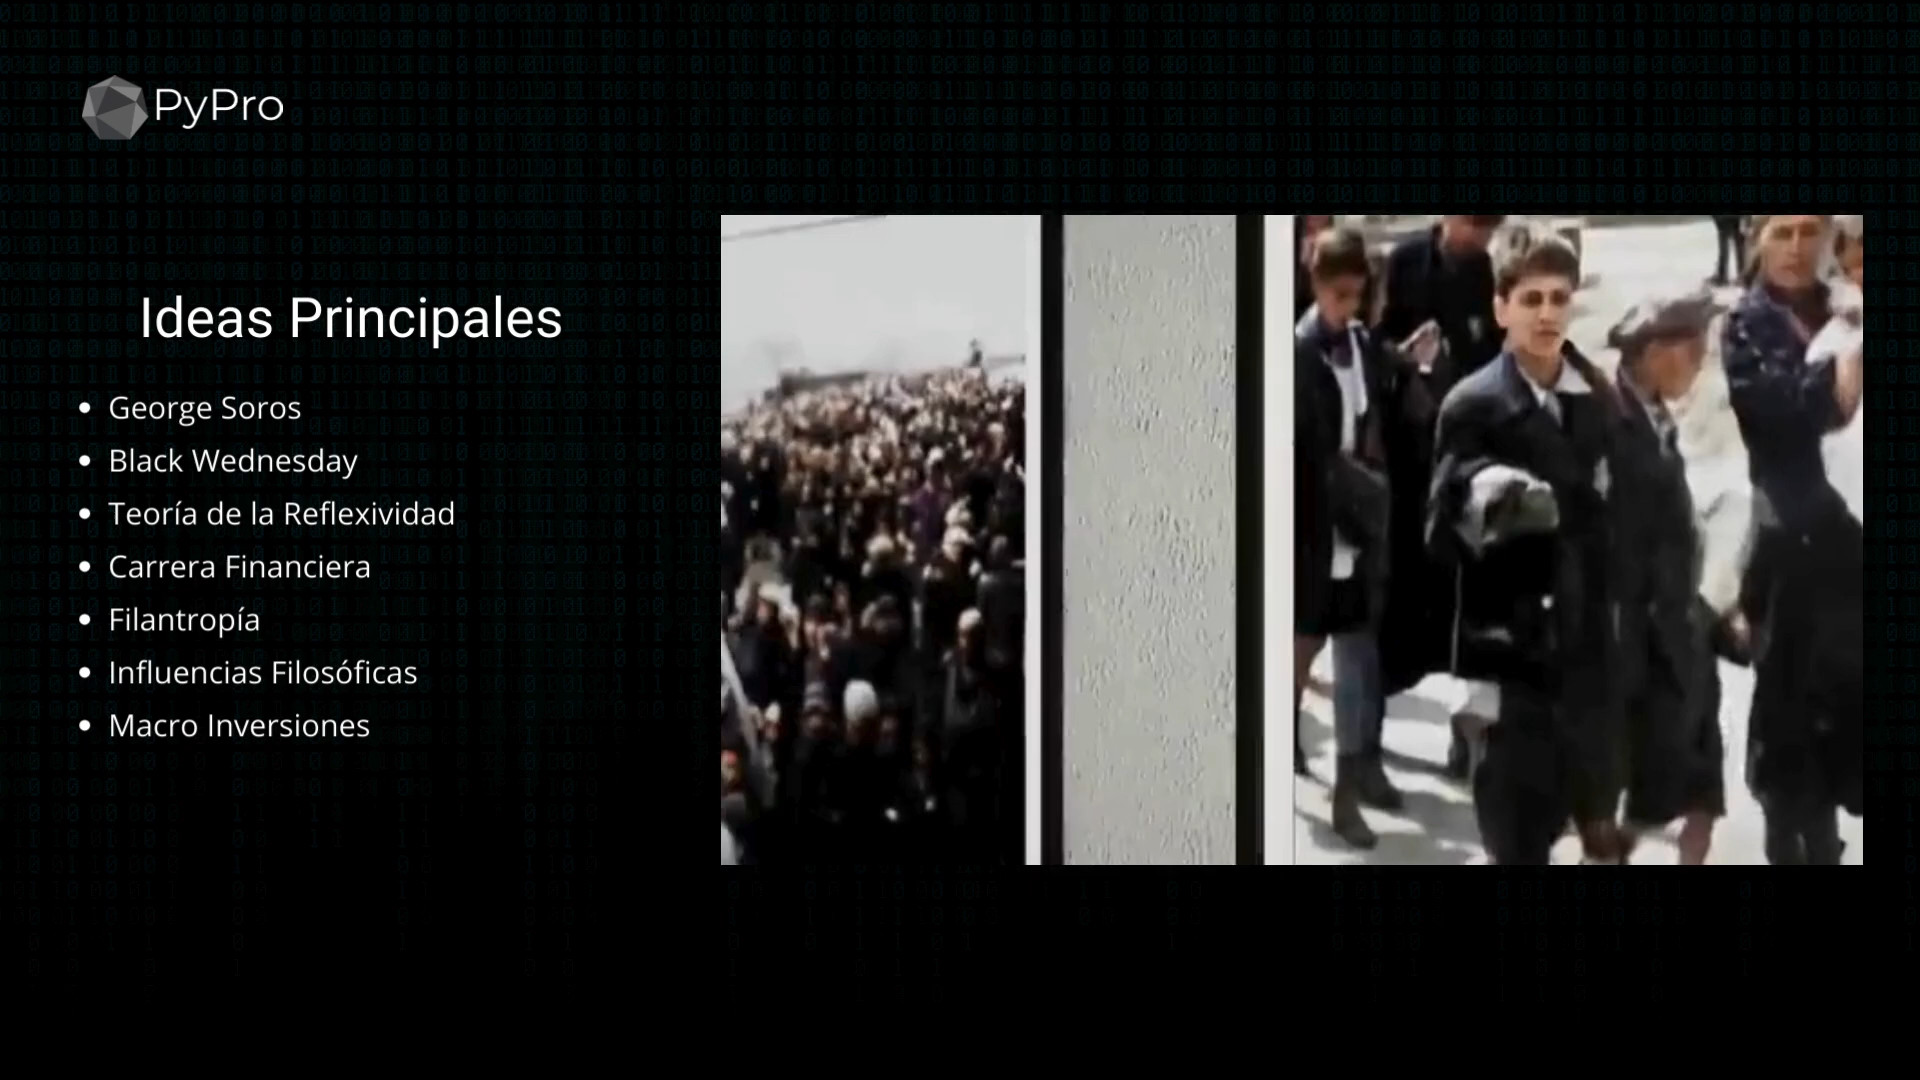 PyPro
Ideas Principales
George Soros
Black Wednesday
Teoría de la Reflexividad
Carrera Financiera
Filantropía
Influencias Filosóficas
Macro Inversiones